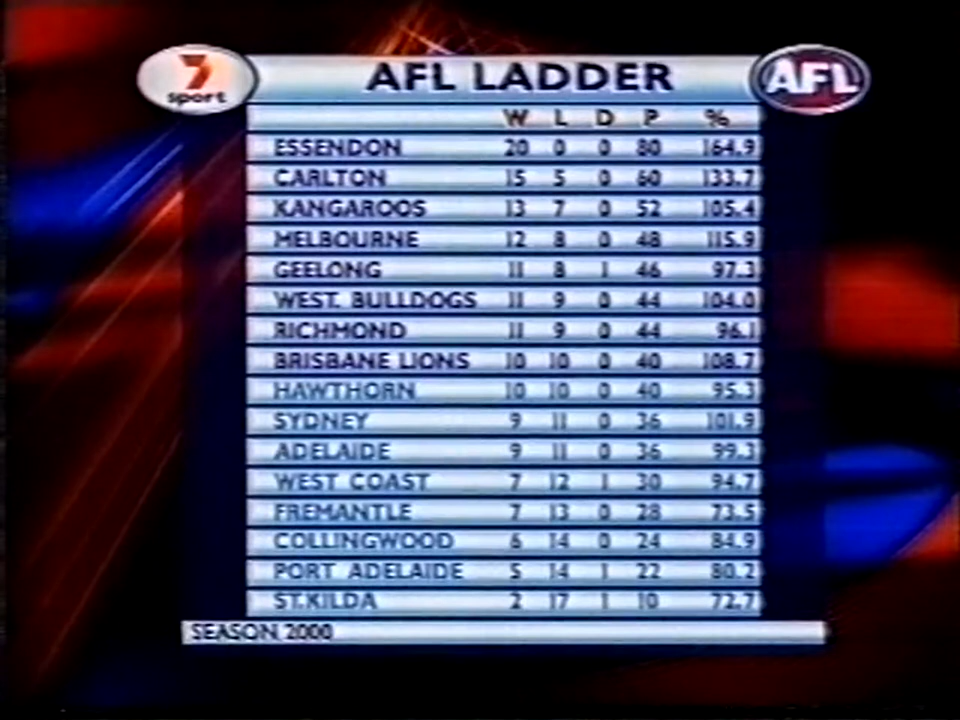 7 sport AFL LADDER AFL
W L D P %
ESSENDON 20 0 0 80 164.9
CARLTON 15 5 0 60 133.7
KANGAROOS 13 7 0 52 105.4
MELBOURNE 12 8 0 48 115.9
GEELONG 11 8 1 46 97.3
WEST. BULLDOGS 11 9 0 44 104.0
RICHMOND 11 9 0 44 96.1
BRISBANE LIONS 10 10 0 40 108.7
HAWTHORN 10 10 0 40 95.3
SYDNEY 9 11 0 36 101.9
ADELAIDE 9 11 0 36 99.3
WEST COAST 7 12 1 30 94.7
FREMANTLE 7 13 0 28 73.5
COLLINGWOOD 6 14 0 24 84.9
PORT ADELAIDE 5 14 1 22 80.2
ST.KILDA 2 17 1 10 72.7
SEASON 2000